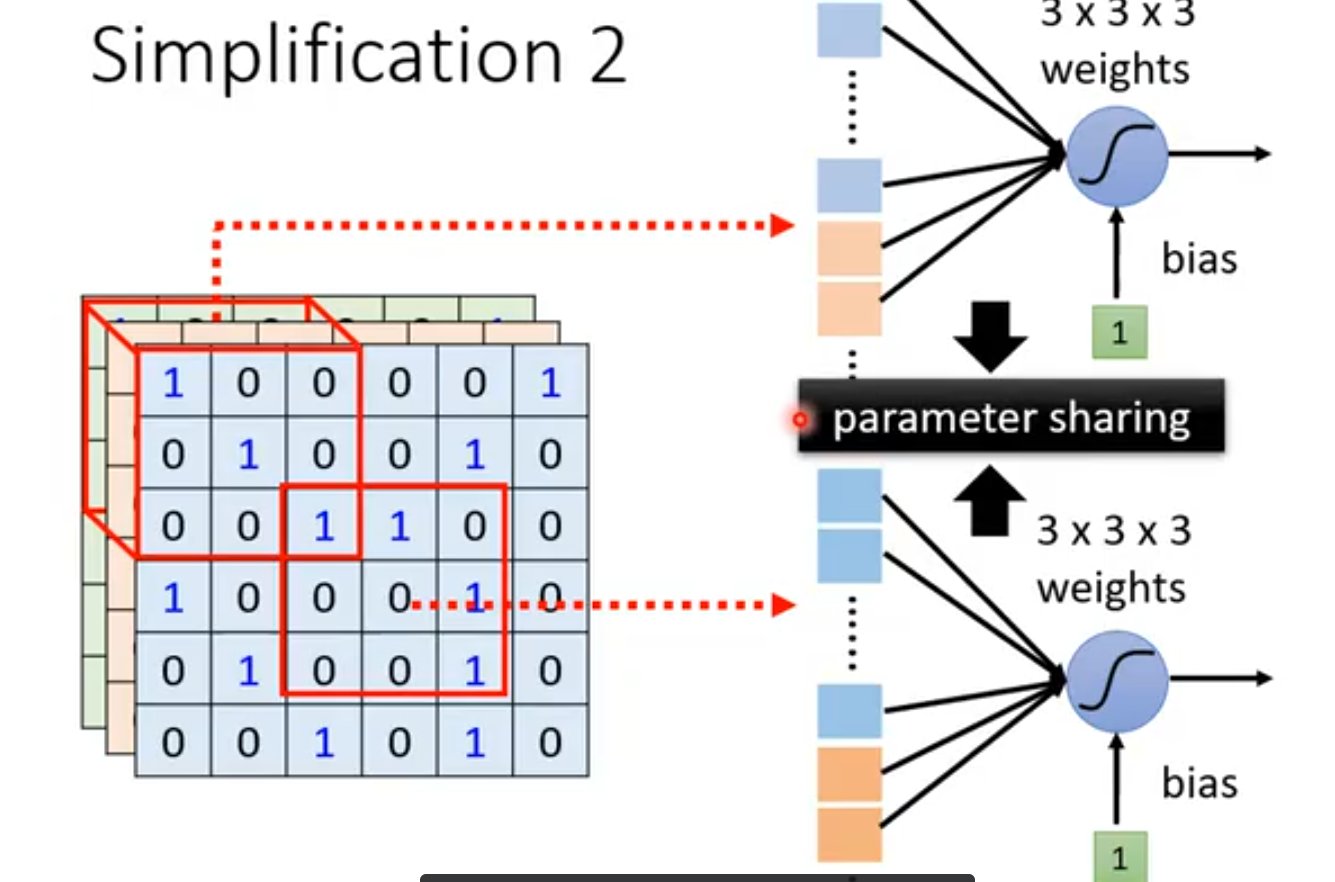 Simplification 2
3 x 3 x 3
weights
bias
1
parameter sharing
1 0 0 0 0 1
0 1 0 0 1 0
0 0 1 1 0 0
1 0 0 0 1 0
0 1 0 0 1 0
0 0 1 0 1 0
3 x 3 x 3
weights
bias
1